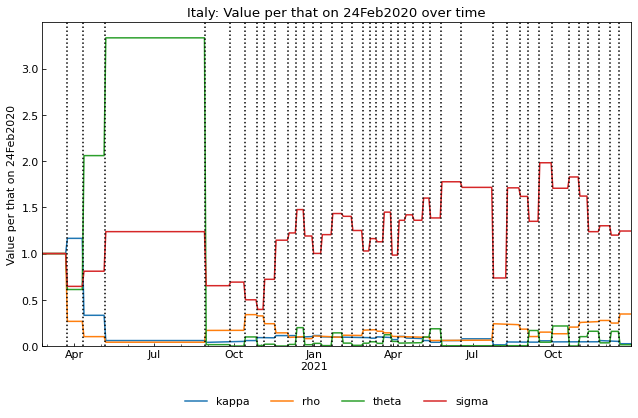 Italy: Value per that on 24Feb2020 over time
Value per that on 24Feb2020
3.0
2.5
2.0
1.5
1.0
0.5
0.0
Apr Jul Oct Jan Apr Jul Oct
2021
kappa rho theta sigma